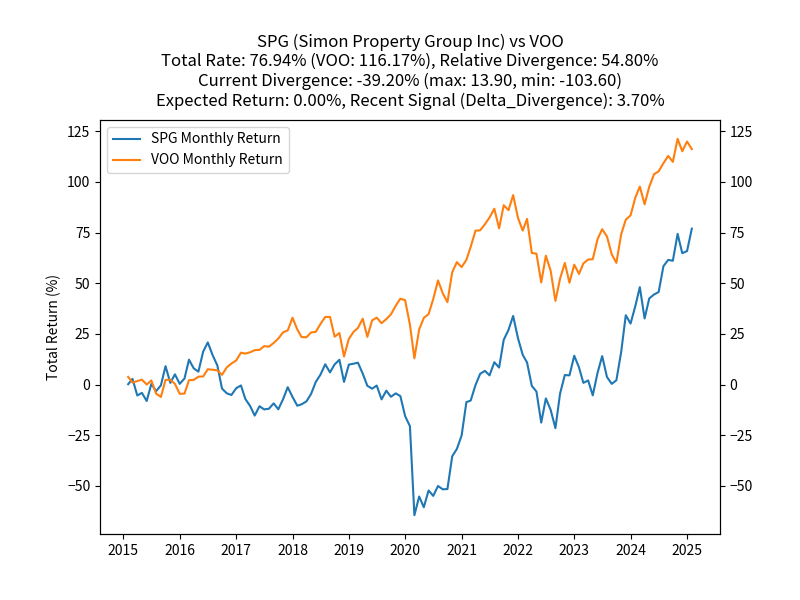 SPG (Simon Property Group Inc) vs VOO
Total Rate: 76.94% (VOO: 116.17%), Relative Divergence: 54.80%
Current Divergence: -39.20% (max: 13.90, min: -103.60)
Expected Return: 0.00%, Recent Signal (Delta_Divergence): 3.70%
SPG Monthly Return
VOO Monthly Return
Total Return (%)
125
100
75
50
25
0
−25
−50
125
100
75
50
25
0
−25
−50
2015 2016 2017 2018 2019 2020 2021 2022 2023 2024 2025